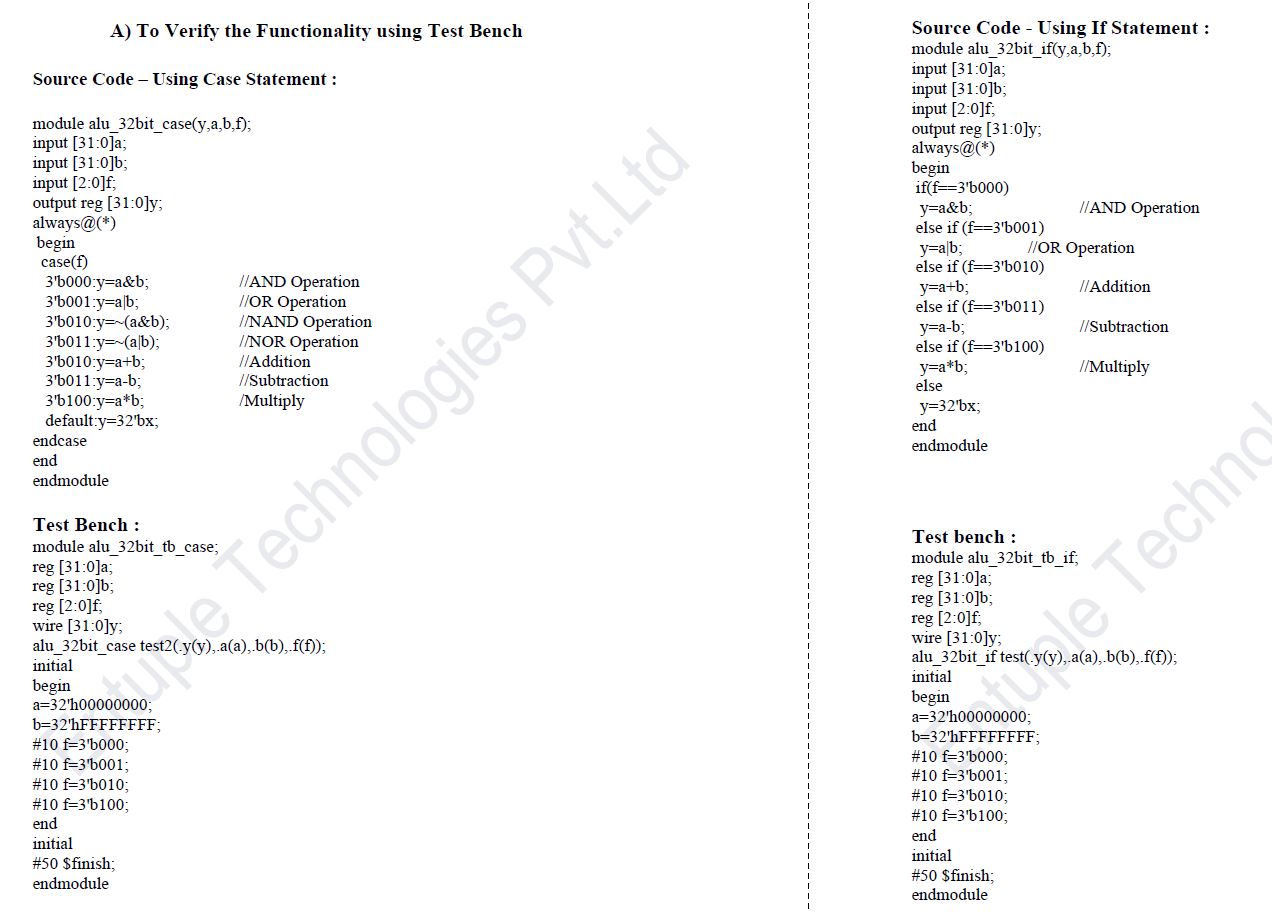 A) To Verify the Functionality using Test Bench
Source Code – Using Case Statement :
module alu_32bit_case(y,a,b,f);
input [31:0]a;
input [31:0]b;
input [2:0]f;
output reg [31:0]y;
always@(*)
begin
case(f)
3'b000:y=a&b; //AND Operation
3'b001:y=a|b; //OR Operation
3'b010:y=~(a&b); //NAND Operation
3'b011:y=~(a|b); //NOR Operation
3'b010:y=a+b; //Addition
3'b011:y=a-b; //Subtraction
3'b100:y=a*b; /Multiply
default:y=32'bx;
endcase
end
endmodule
Test Bench :
module alu_32bit_tb_case;
reg [31:0]a;
reg [31:0]b;
reg [2:0]f;
wire [31:0]y;
alu_32bit_case test2(.y(y),.a(a),.b(b),.f(f));
initial
begin
a=32'h00000000;
b=32'hFFFFFFFF;
#10 f=3'b000;
#10 f=3'b001;
#10 f=3'b010;
#10 f=3'b100;
end
initial
#50 $finish;
endmodule
Source Code - Using If Statement :
module alu_32bit_if(y,a,b,f);
input [31:0]a;
input [31:0]b;
input [2:0]f;
output reg [31:0]y;
always@(*)
begin
if(f==3'b000)
y=a&b; //AND Operation
else if (f==3'b001)
y=a|b; //OR Operation
else if (f==3'b010)
y=a+b; //Addition
else if (f==3'b011)
y=a-b; //Subtraction
else if (f==3'b100)
y=a*b; //Multiply
else
y=32'bx;
end
endmodule
Test bench :
module alu_32bit_tb_if;
reg [31:0]a;
reg [31:0]b;
reg [2:0]f;
wire [31:0]y;
alu_32bit_if test(.y(y),.a(a),.b(b),.f(f));
initial
begin
a=32'h00000000;
b=32'hFFFFFFFF;
#10 f=3'b000;
#10 f=3'b001;
#10 f=3'b010;
#10 f=3'b100;
end
initial
#50 $finish;
endmodule
Entuple Technologies Pvt.Ltd
Entuple Technol